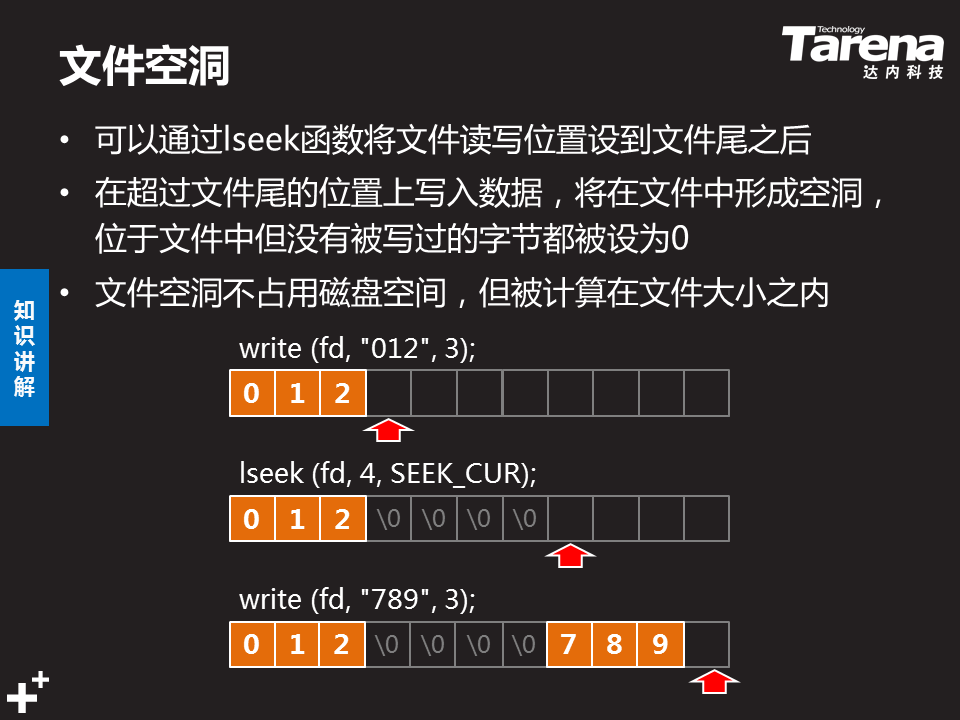 文件空洞
Technology
Tarena
达内科技
• 可以通过lseek函数将文件读写位置设到文件尾之后
• 在超过文件尾的位置上写入数据，将在文件中形成空洞，
位于文件中但没有被写过的字节都被设为0
• 文件空洞不占用磁盘空间，但被计算在文件大小之内
知
识
讲
解
write (fd, "012", 3);
0 1 2
lseek (fd, 4, SEEK_CUR);
0 1 2 \0 \0 \0 \0
write (fd, "789", 3);
0 1 2 \0 \0 \0 \0 7 8 9